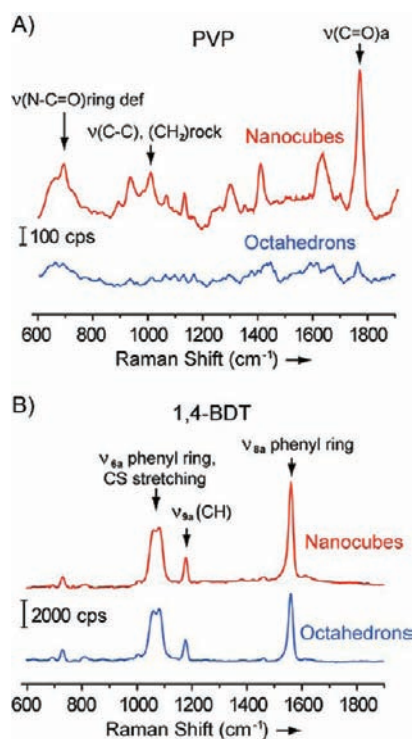 A)
PVP
ν(C=O)a
ν(N-C=O)ring def
ν(C-C), (CH₂)rock
Nanocubes
100 cps
Octahedrons
600 800 1000 1200 1400 1600 1800
Raman Shift (cm⁻¹) →
B)
1,4-BDT
ν₆ₐ phenyl ring,
CS stretching
ν₈ₐ phenyl ring
ν₉ₐ(CH)
Nanocubes
2000 cps
Octahedrons
600 800 1000 1200 1400 1600 1800
Raman Shift (cm⁻¹) →